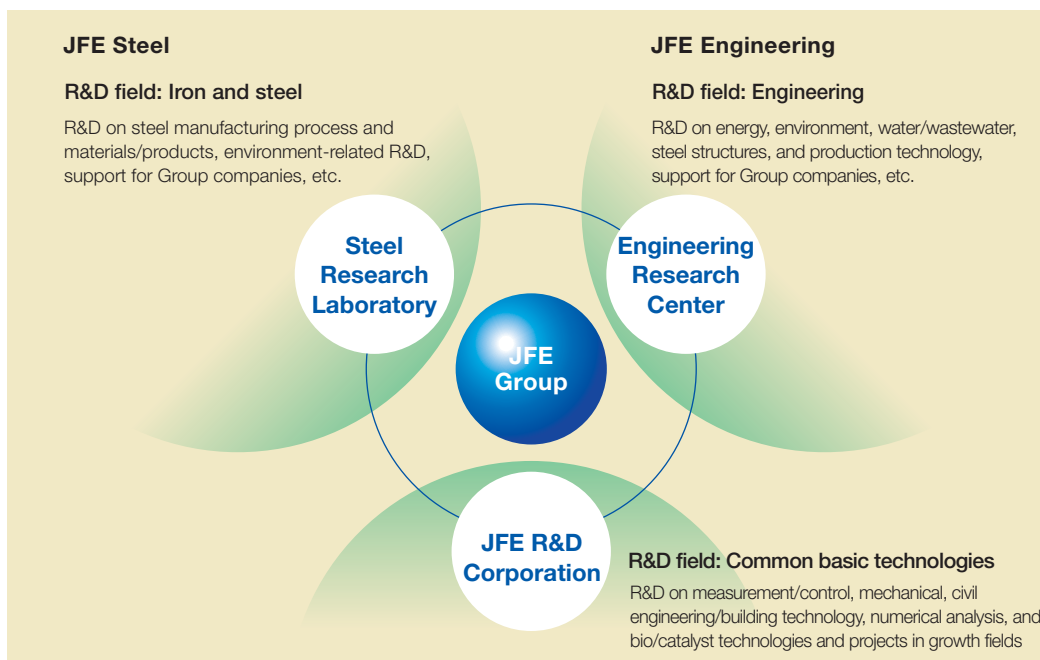 JFE Steel
R&D field: Iron and steel
R&D on steel manufacturing process and
materials/products, environment-related R&D,
support for Group companies, etc.
JFE Engineering
R&D field: Engineering
R&D on energy, environment, water/wastewater,
steel structures, and production technology,
support for Group companies, etc.
Steel
Research
Laboratory
Engineering
Research
Center
JFE
Group
JFE R&D
Corporation
R&D field: Common basic technologies
R&D on measurement/control, mechanical, civil
engineering/building technology, numerical analysis, and
bio/catalyst technologies and projects in growth fields